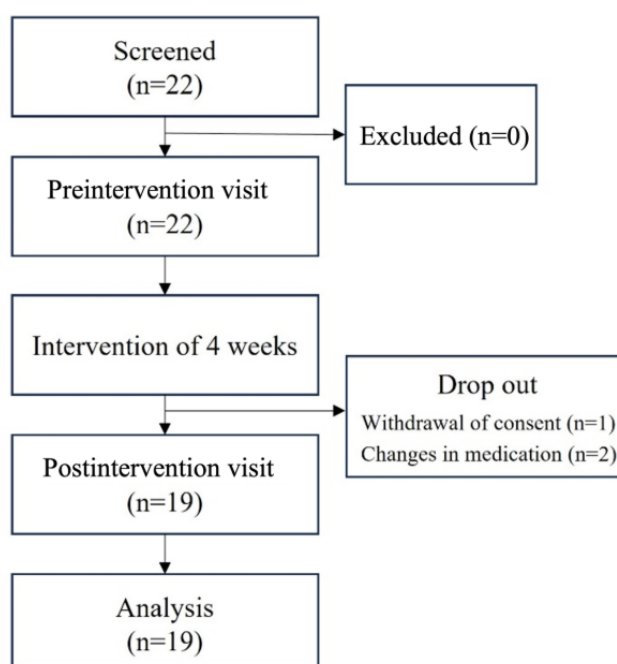 Screened
(n=22)
Excluded (n=0)
Preintervention visit
(n=22)
Intervention of 4 weeks
Drop out
Withdrawal of consent (n=1)
Changes in medication (n=2)
Postintervention visit
(n=19)
Analysis
(n=19)